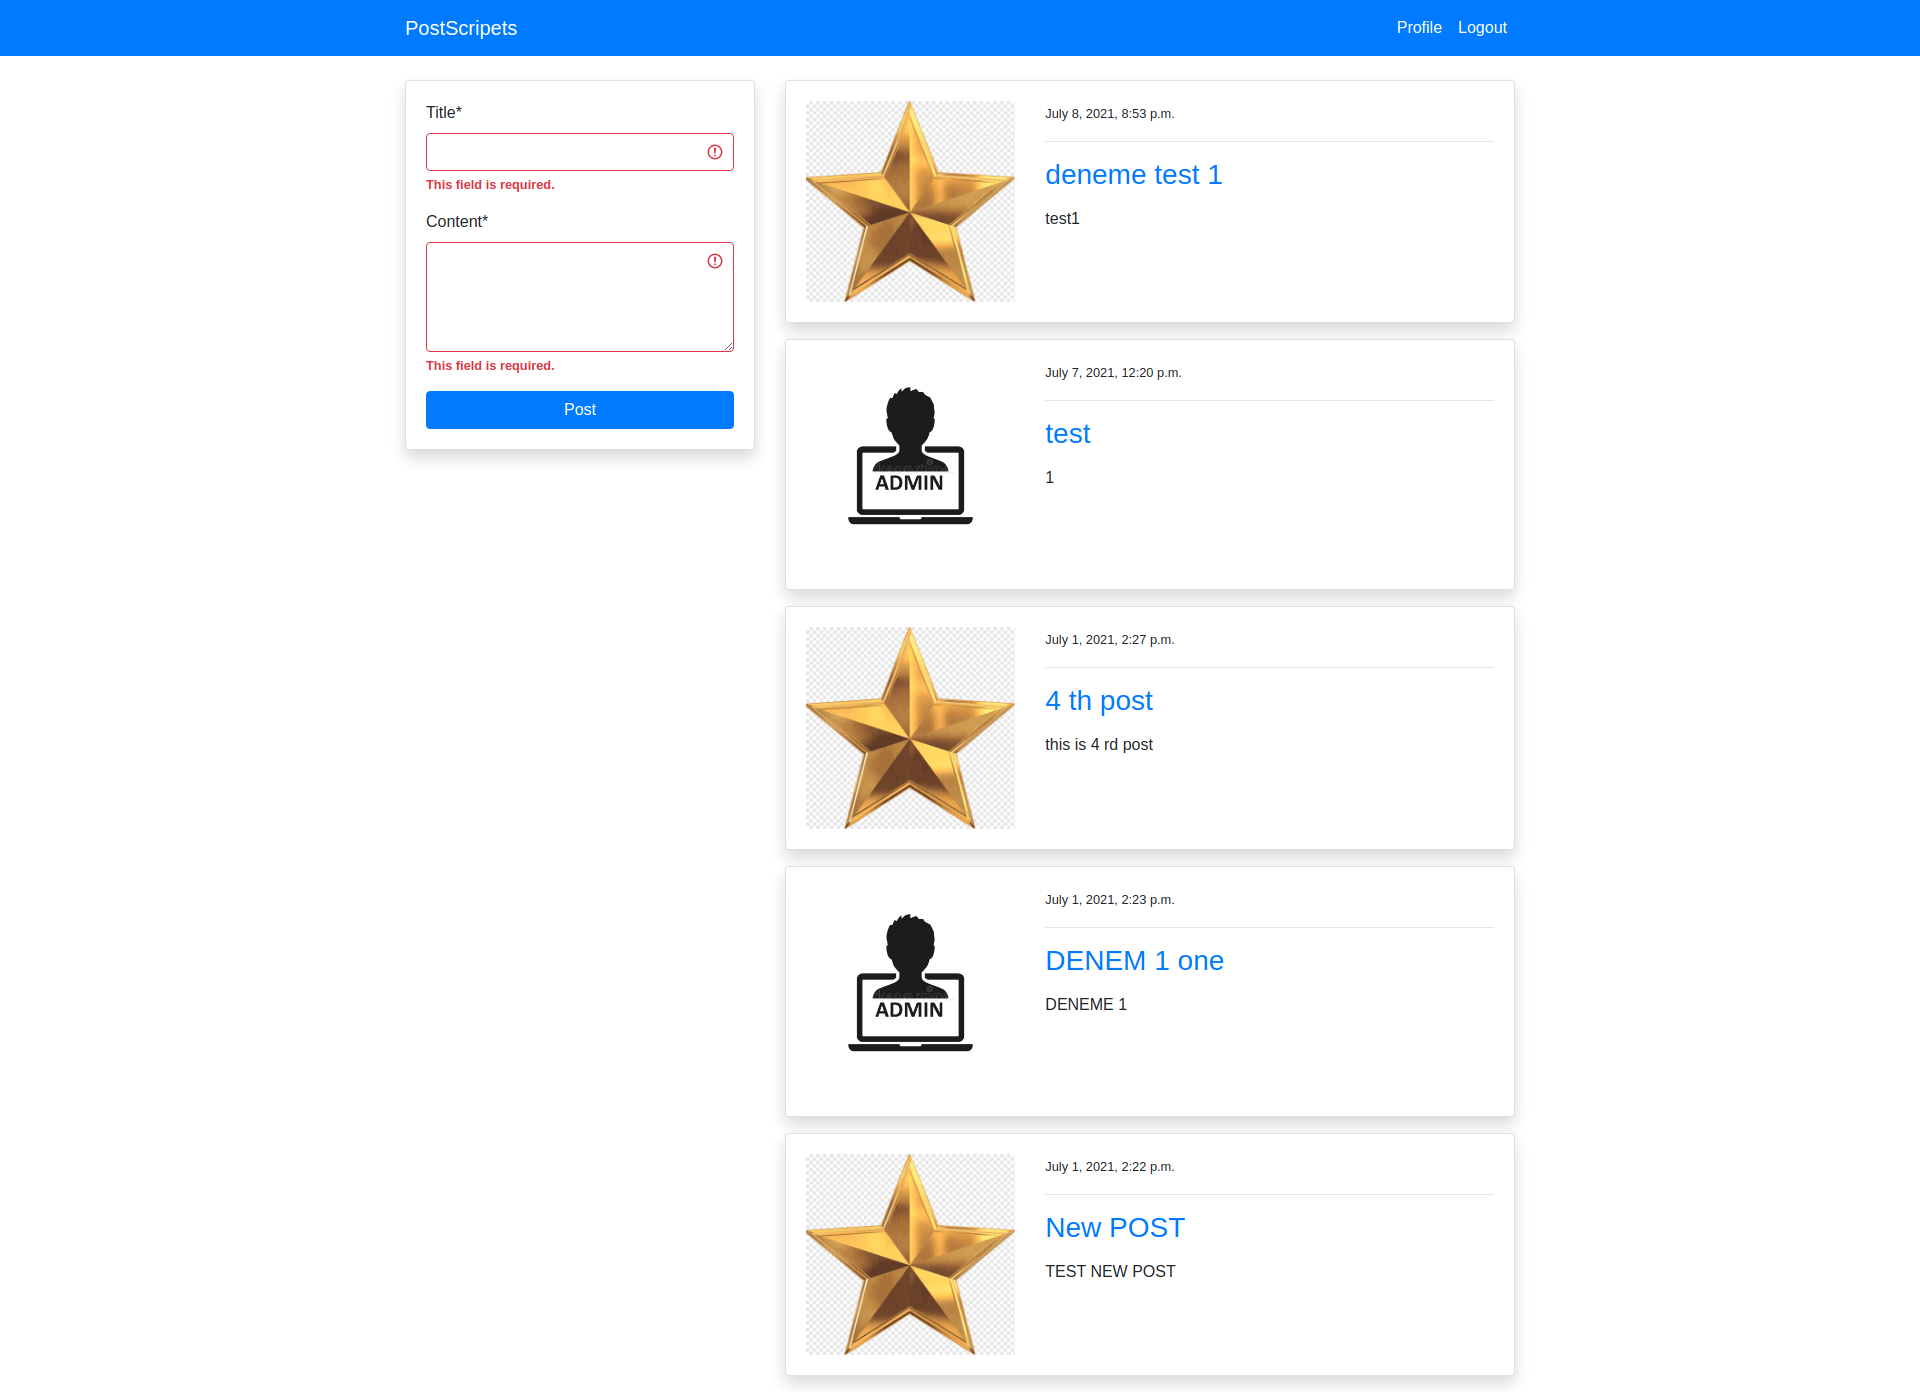 PostScripets
Profile
Logout
Title*
This field is required.
Content*
This field is required.
Post
July 8, 2021, 8:53 p.m.
deneme test 1
test1
ADMIN
July 7, 2021, 12:20 p.m.
test
1
July 1, 2021, 2:27 p.m.
4 th post
this is 4 rd post
ADMIN
July 1, 2021, 2:23 p.m.
DENEM 1 one
DENEME 1
July 1, 2021, 2:22 p.m.
New POST
TEST NEW POST